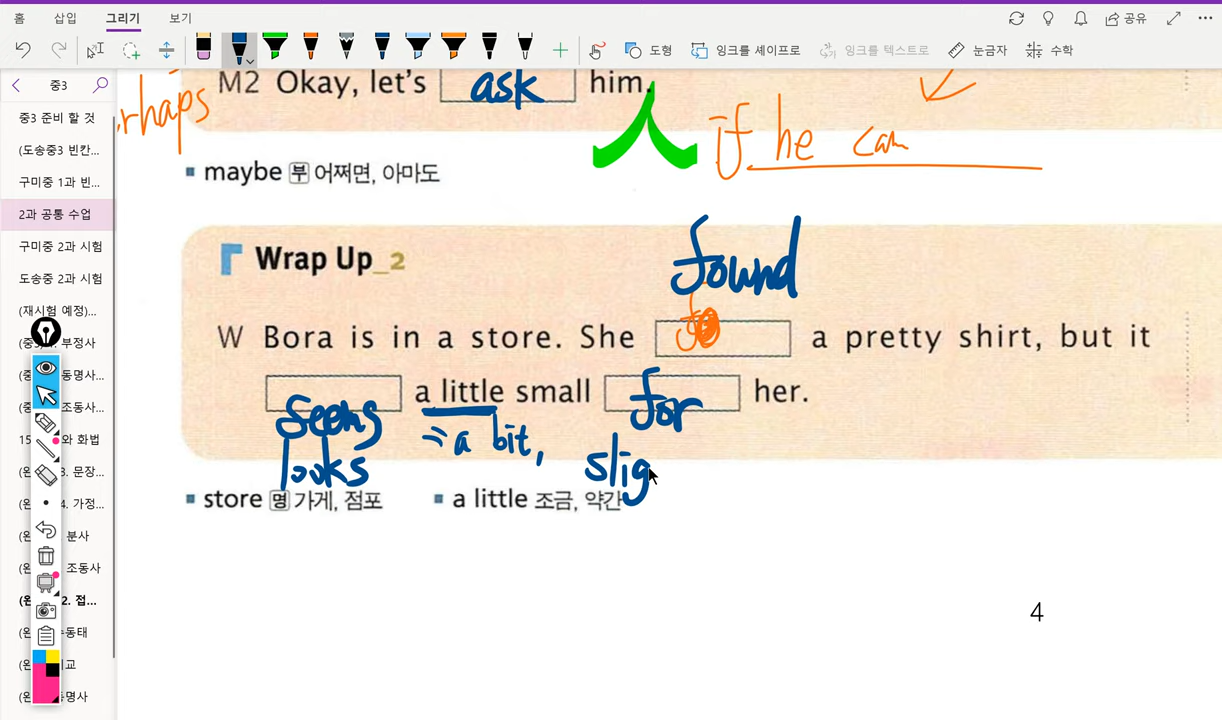 홈 삽입 그리기 보기
공유
도형 잉크를 셰이프로 잉크를 텍스트로 눈금자 수학
중3
중3 준비 할 것
(도송중3 빈칸...
구미중 1과 빈...
2과 공통 수업
구미중 2과 시험
도송중 2과 시험
(재시험 예정)...
부정사
동명사...
조동사...
15 와 화법
3. 문장...
4. 가정...
분사
조동사
2. 접...
수동태
비교
동명사
M2 Okay, let's ask him.
rhaps
if he can
maybe 부 어쩌면, 아마도
Wrap Up_2
found
W Bora is in a store. She fo a pretty shirt, but it
seems a little small for her.
looks = a bit, slig
store 명 가게, 점포 a little 조금, 약간
4